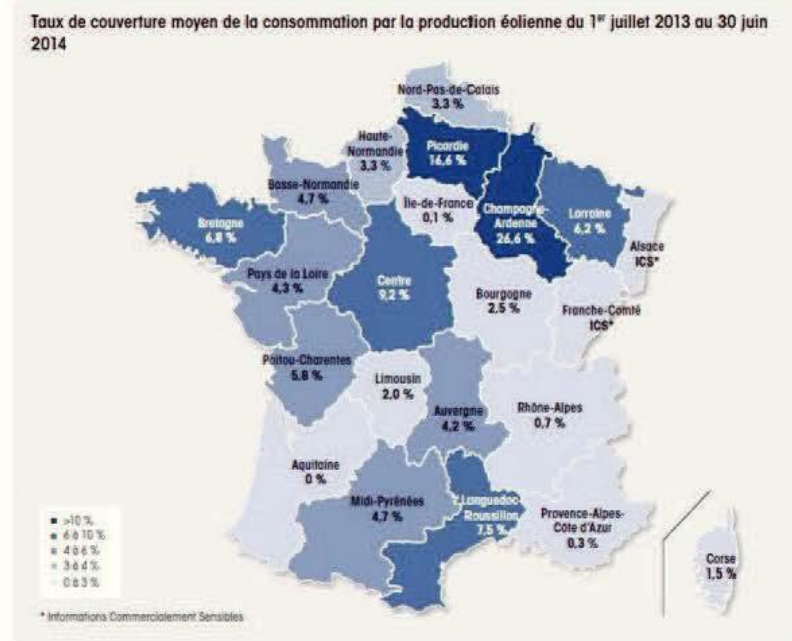 Taux de couverture moyen de la consommation par la production éolienne du 1er juillet 2013 au 30 juin
2014
Nord-Pas-de-Calais
3,3 %
Haute-
Normandie
3,3 %
Picardie
16,6 %
Basse-Normandie
4,7 %
Île-de-France
0,1 %
Champagne-
Ardenne
26,6 %
Lorraine
6,2 %
Alsace
ICS*
Bretagne
6,8 %
Pays de la Loire
4,3 %
Centre
9,2 %
Bourgogne
2,5 %
Franche-Comté
ICS*
Poitou-Charentes
5,8 %
Limousin
2,0 %
Auvergne
4,2 %
Rhône-Alpes
0,7 %
Aquitaine
0 %
Midi-Pyrénées
4,7 %
Languedoc-
Roussillon
7,5 %
Provence-Alpes-
Côte d'Azur
0,3 %
Corse
1,5 %
>10 %
6 à 10 %
4 à 6 %
3 à 4 %
0 à 3 %
* Informations Commercialement Sensibles